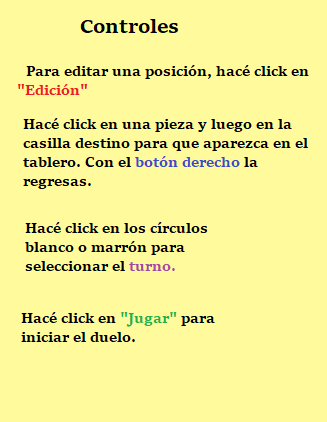 Controles
Para editar una posición, hacé click en
"Edición"
Hacé click en una pieza y luego en la
casilla destino para que aparezca en el
tablero. Con el botón derecho la
regresas.
Hacé click en los círculos
blanco o marrón para
seleccionar el turno.
Hacé click en "Jugar" para
iniciar el duelo.